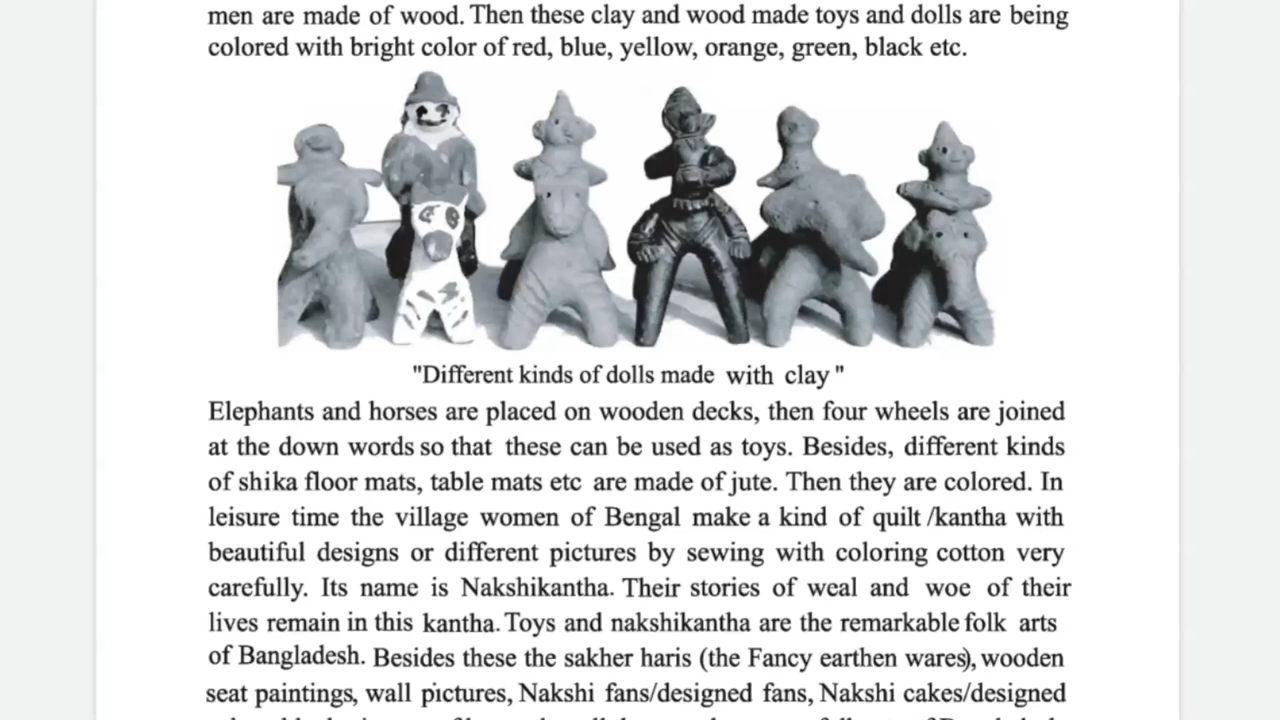 men are made of wood. Then these clay and wood made toys and dolls are being
colored with bright color of red, blue, yellow, orange, green, black etc.
"Different kinds of dolls made with clay"
Elephants and horses are placed on wooden decks, then four wheels are joined
at the down words so that these can be used as toys. Besides, different kinds
of shika floor mats, table mats etc are made of jute. Then they are colored. In
leisure time the village women of Bengal make a kind of quilt /kantha with
beautiful designs or different pictures by sewing with coloring cotton very
carefully. Its name is Nakshikantha. Their stories of weal and woe of their
lives remain in this kantha. Toys and nakshikantha are the remarkable folk arts
of Bangladesh. Besides these the sakher haris (the Fancy earthen wares), wooden
seat paintings, wall pictures, Nakshi fans/designed fans, Nakshi cakes/designed